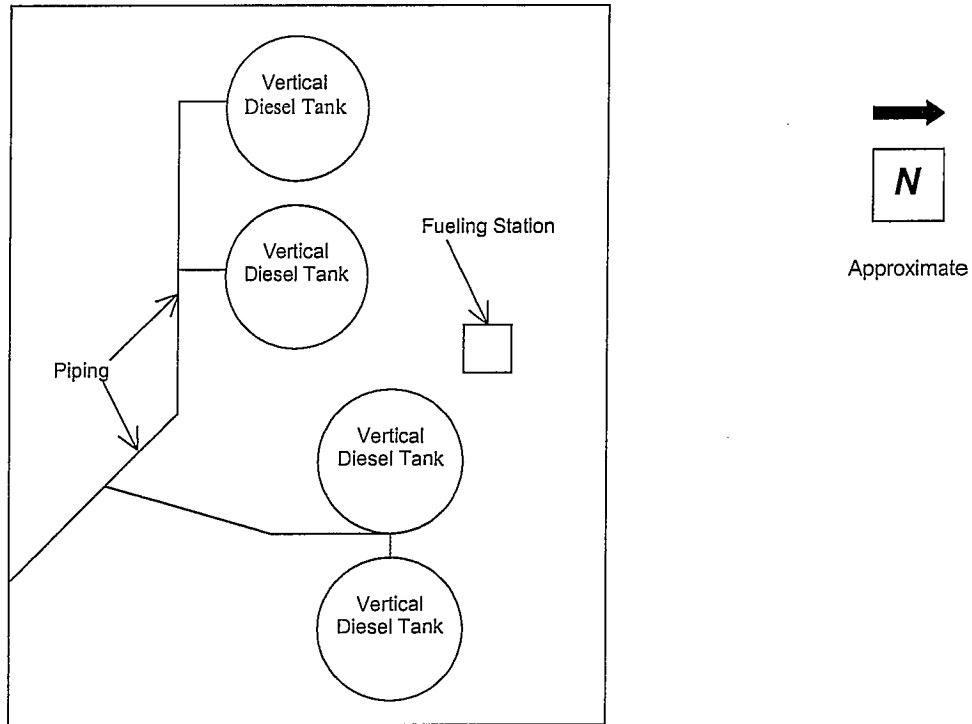 Vertical
Diesel Tank
Vertical
Diesel Tank
Fueling Station
N
Approximate
Piping
Vertical
Diesel Tank
Vertical
Diesel Tank